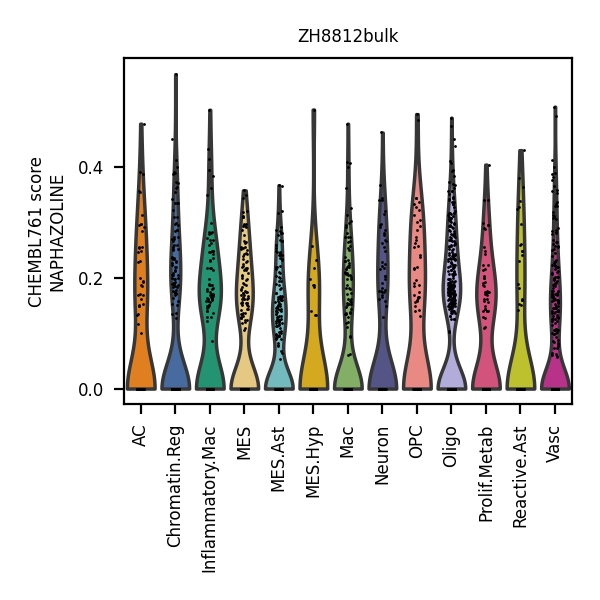 ZH8812bulk
CHEMBL761 score
NAPHAZOLINE
0.4
0.2
0.0
AC
Chromatin.Reg
Inflammatory.Mac
MES
MES.Ast
MES.Hyp
Mac
Neuron
OPC
Oligo
Prolif.Metab
Reactive.Ast
Vasc